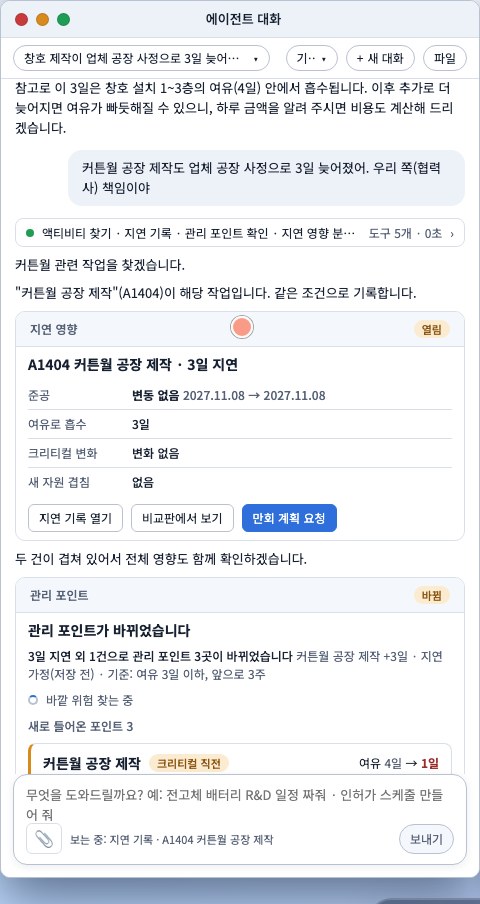 에이전트 대화
창호 제작이 업체 공장 사정으로 3일 늦어… ▾
기‥ ▾
+ 새 대화
파일
참고로 이 3일은 창호 설치 1~3층의 여유(4일) 안에서 흡수됩니다. 이후 추가로 더
늦어지면 여유가 빠듯해질 수 있으니, 하루 금액을 알려 주시면 비용도 계산해 드리
겠습니다.
커튼월 공장 제작도 업체 공장 사정으로 3일 늦어졌어. 우리 쪽(협력
사) 책임이야
액티비티 찾기 · 지연 기록 · 관리 포인트 확인 · 지연 영향 분… 도구 5개 · 0초 ›
커튼월 관련 작업을 찾겠습니다.
"커튼월 공장 제작"(A1404)이 해당 작업입니다. 같은 조건으로 기록합니다.
지연 영향 열림
A1404 커튼월 공장 제작 · 3일 지연
준공 변동 없음 2027.11.08 → 2027.11.08
여유로 흡수 3일
크리티컬 변화 변화 없음
새 자원 겹침 없음
지연 기록 열기 비교판에서 보기 만회 계획 요청
두 건이 겹쳐 있어서 전체 영향도 함께 확인하겠습니다.
관리 포인트 바뀜
관리 포인트가 바뀌었습니다
3일 지연 외 1건으로 관리 포인트 3곳이 바뀌었습니다 커튼월 공장 제작 +3일 · 지연
가정(저장 전) · 기준: 여유 3일 이하, 앞으로 3주
바깥 위험 찾는 중
새로 들어온 포인트 3
커튼월 공장 제작 크리티컬 직전 여유 4일 → 1일
무엇을 도와드릴까요? 예: 전고체 배터리 R&D 일정 짜줘 · 인허가 스케줄 만들
어 줘
보는 중: 지연 기록 · A1404 커튼월 공장 제작
보내기